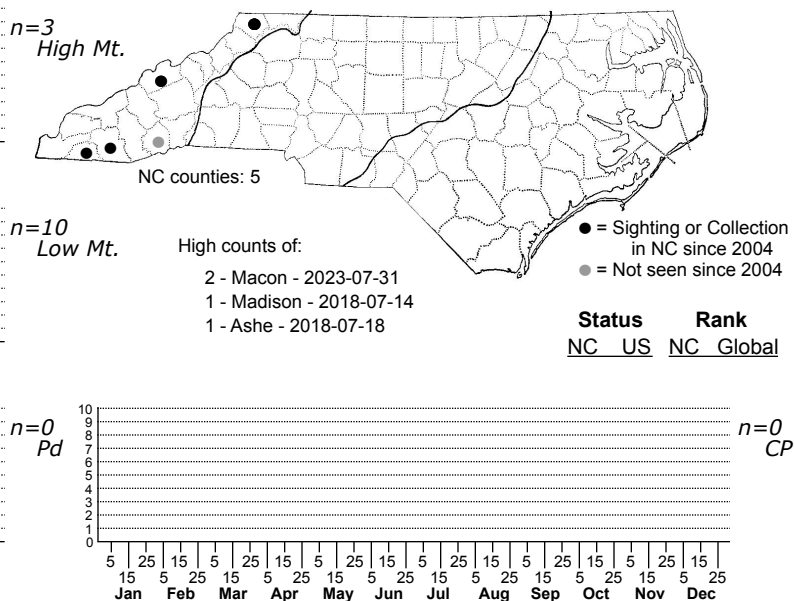 n=3
High Mt.
NC counties: 5
n=10
Low Mt.
High counts of:
2 - Macon - 2023-07-31
1 - Madison - 2018-07-14
1 - Ashe - 2018-07-18
= Sighting or Collection
in NC since 2004
= Not seen since 2004
Status Rank
NC US NC Global
n=0
Pd
n=0
CP
10
9
8
7
6
5
4
3
2
1
0
5 25 15 5 25 15 5 25 15 5 25 15 5 25 15 5 25 15
15 5 25 15 5 25 15 5 25 15 5 25 15 5 25 15 5 25
Jan Feb Mar Apr May Jun Jul Aug Sep Oct Nov Dec